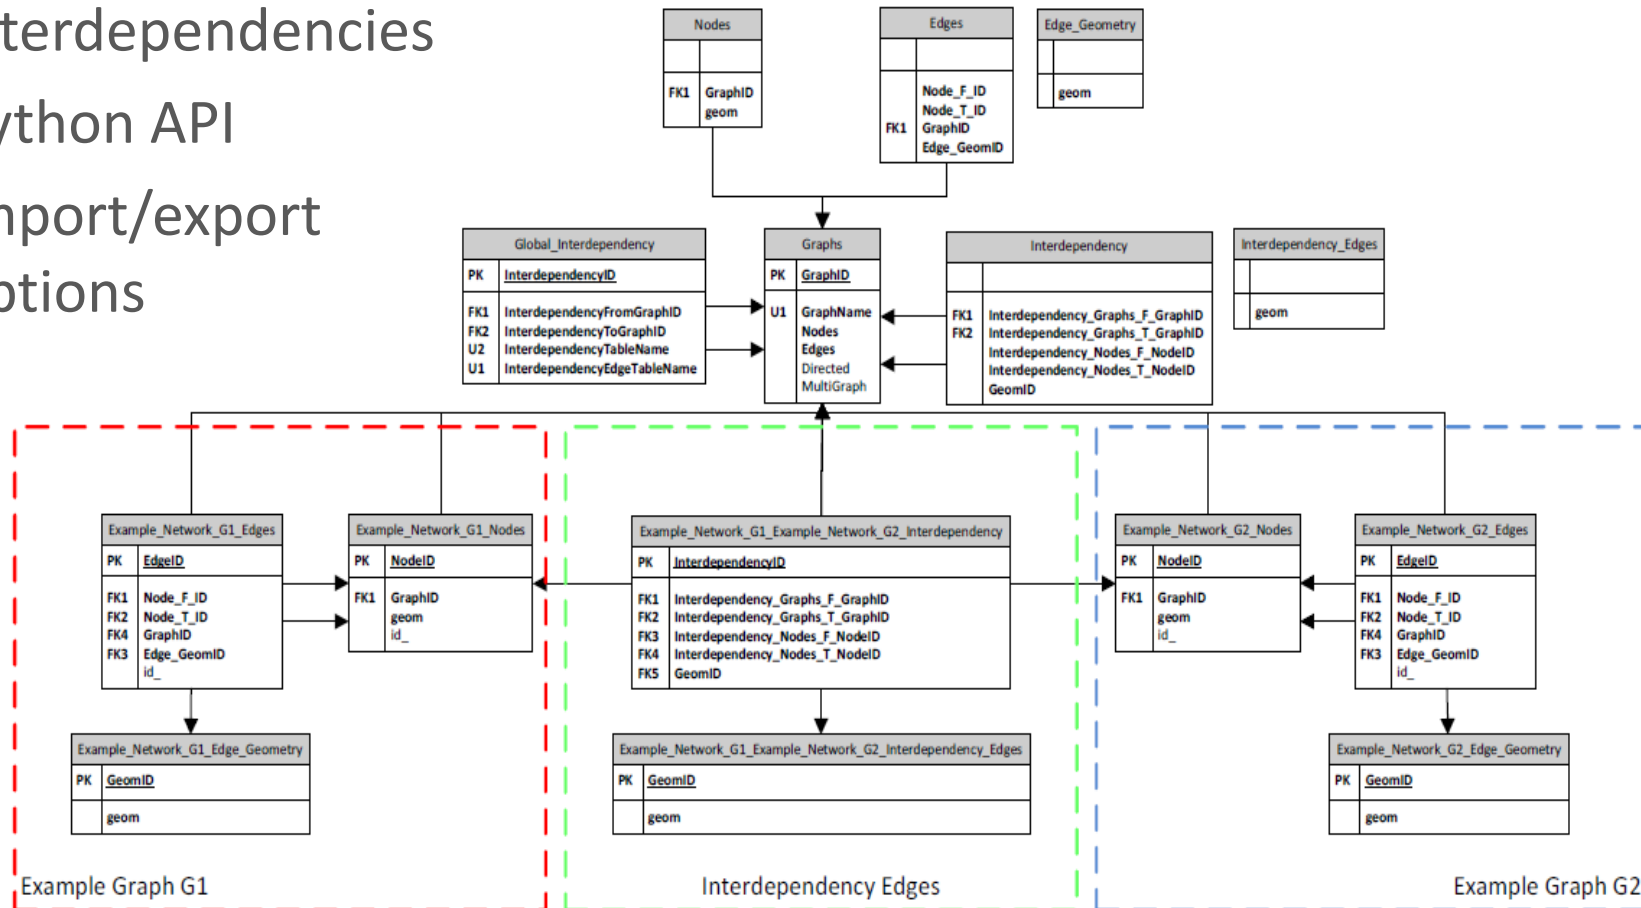 terdependencies
ython API
nport/export
ptions
Nodes
FK1 GraphID
geom
Edges
Node_F_ID
Node_T_ID
FK1 GraphID
Edge_GeomID
Edge_Geometry
geom
Global_Interdependency
PK InterdependencyID
FK1 InterdependencyFromGraphID
FK2 InterdependencyToGraphID
U2 InterdependencyTableName
U1 InterdependencyEdgeTableName
Graphs
PK GraphID
U1 GraphName
Nodes
Edges
Directed
MultiGraph
Interdependency
FK1 Interdependency_Graphs_F_GraphID
FK2 Interdependency_Graphs_T_GraphID
Interdependency_Nodes_F_NodeID
Interdependency_Nodes_T_NodeID
GeomID
Interdependency_Edges
geom
Example_Network_G1_Edges
PK EdgeID
FK1 Node_F_ID
FK2 Node_T_ID
FK4 GraphID
FK3 Edge_GeomID
id_
Example_Network_G1_Nodes
PK NodeID
FK1 GraphID
geom
id_
Example_Network_G1_Example_Network_G2_Interdependency
PK InterdependencyID
FK1 Interdependency_Graphs_F_GraphID
FK2 Interdependency_Graphs_T_GraphID
FK3 Interdependency_Nodes_F_NodeID
FK4 Interdependency_Nodes_T_NodeID
FK5 GeomID
Example_Network_G2_Nodes
PK NodeID
FK1 GraphID
geom
id_
Example_Network_G2_Edges
PK EdgeID
FK1 Node_F_ID
FK2 Node_T_ID
FK4 GraphID
FK3 Edge_GeomID
id_
Example_Network_G1_Edge_Geometry
PK GeomID
geom
Example_Network_G1_Example_Network_G2_Interdependency_Edges
PK GeomID
geom
Example_Network_G2_Edge_Geometry
PK GeomID
geom
Example Graph G1
Interdependency Edges
Example Graph G2